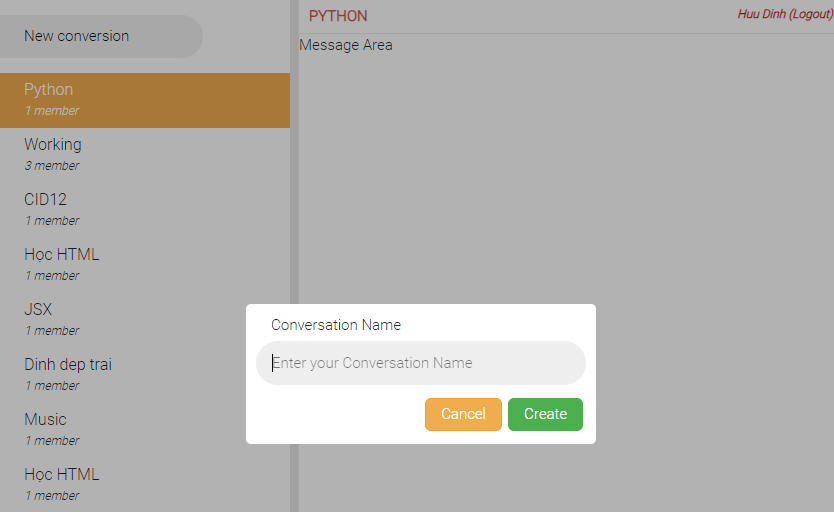 New conversion
Python
1 member
Working
3 member
CID12
1 member
Học HTML
1 member
JSX
1 member
Dinh dep trai
1 member
Music
1 member
Học HTML
1 member
PYTHON
Huu Dinh (Logout)
Message Area
Conversation Name
Enter your Conversation Name
Cancel Create